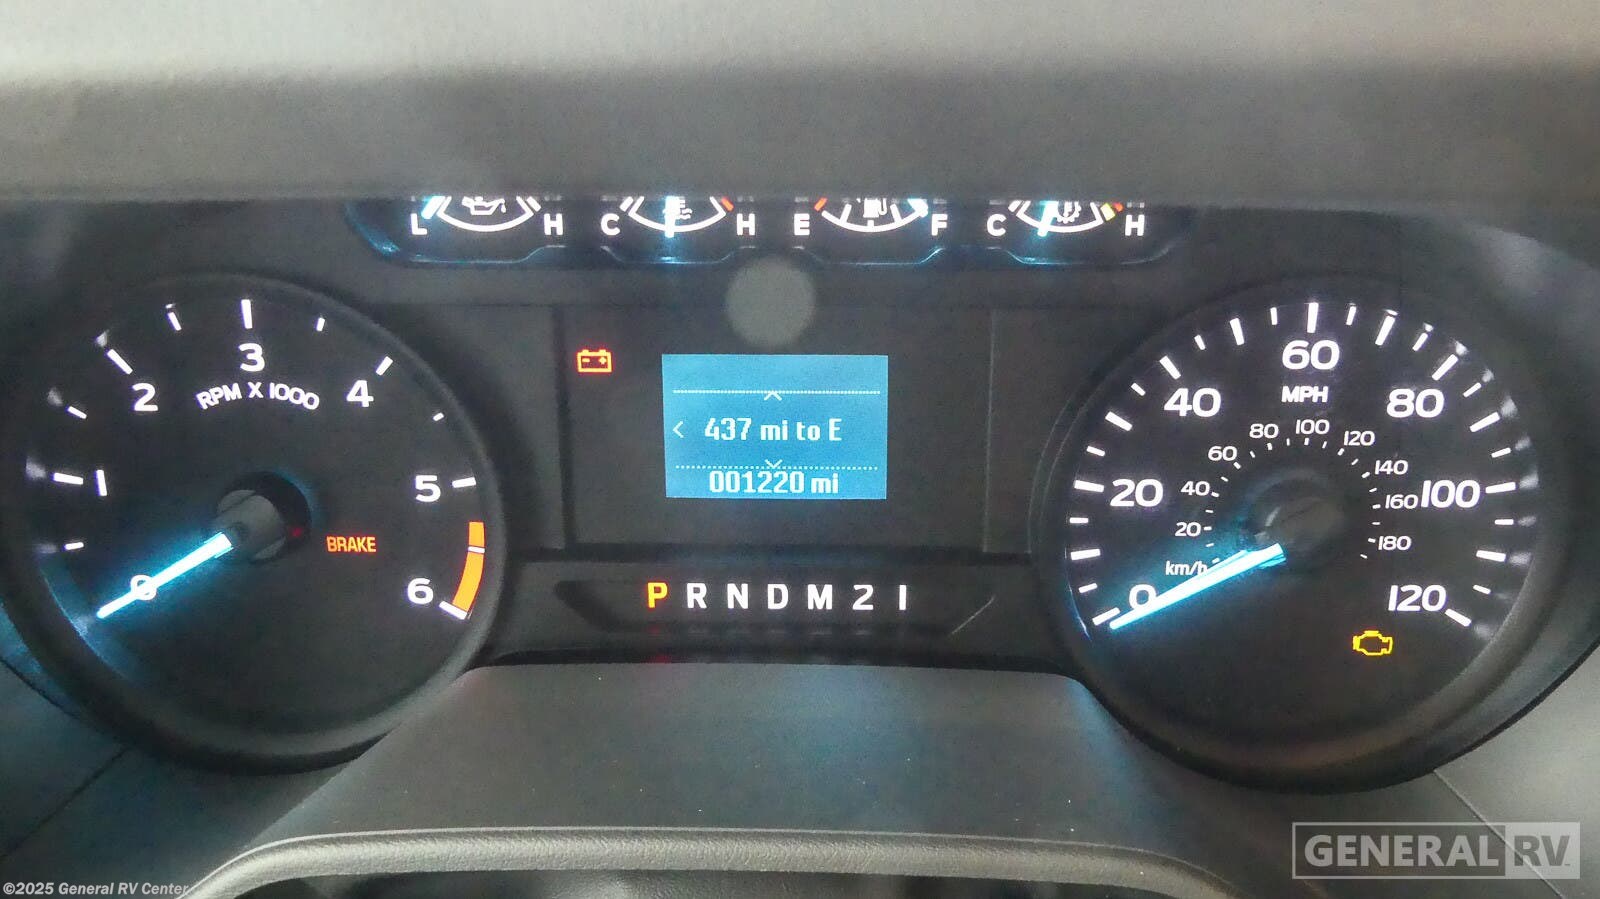 L H C H E F C H
3
RPM X 1000
2 4
1 5
0 6
BRAKE
437 mi to E
001220 mi
P R N D M 2 1
60
MPH
40 80
80 100 120
60 140
20 40 160 100
20 180
km/h
0 120
GENERAL RV
©2025 General RV Center